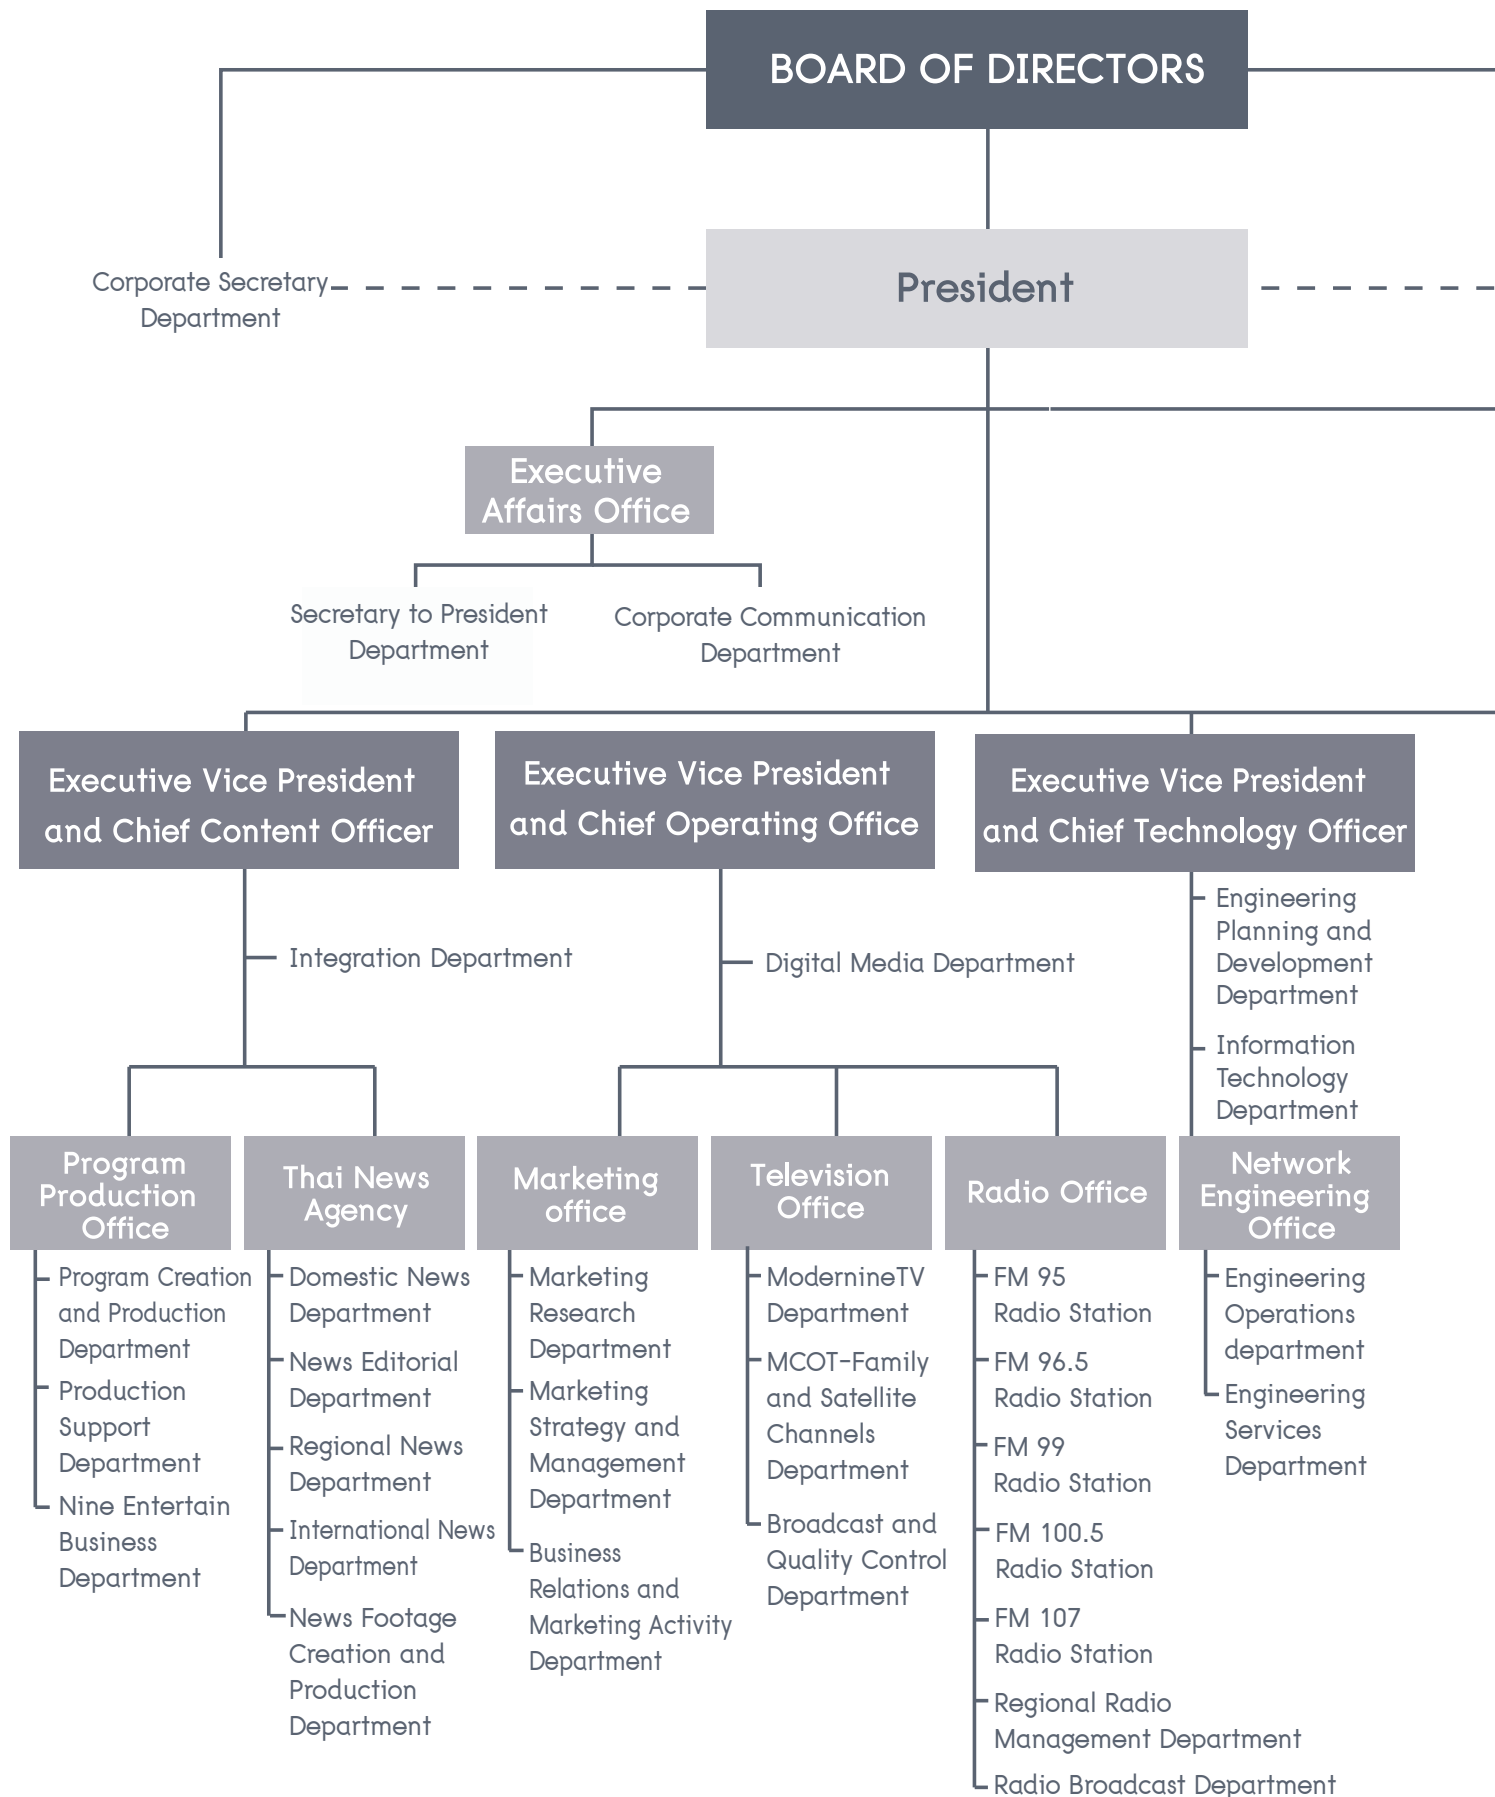 BOARD OF DIRECTORS
Corporate Secretary
Department
President
Executive
Affairs Office
Secretary to President
Department
Corporate Communication
Department
Executive Vice President
and Chief Content Officer
Executive Vice President
and Chief Operating Office
Executive Vice President
and Chief Technology Officer
Integration Department
Digital Media Department
Engineering
Planning and
Development
Department
Information
Technology
Department
Program
Production
Office
Thai News
Agency
Marketing
office
Television
Office
Radio Office
Network
Engineering
Office
Program Creation
and Production
Department
Production
Support
Department
Nine Entertain
Business
Department
Domestic News
Department
News Editorial
Department
Regional News
Department
International News
Department
News Footage
Creation and
Production
Department
Marketing
Research
Department
Marketing
Strategy and
Management
Department
Business
Relations and
Marketing Activity
Department
ModernineTV
Department
MCOT-Family
and Satellite
Channels
Department
Broadcast and
Quality Control
Department
FM 95
Radio Station
FM 96.5
Radio Station
FM 99
Radio Station
FM 100.5
Radio Station
FM 107
Radio Station
Regional Radio
Management Department
Radio Broadcast Department
Engineering
Operations
department
Engineering
Services
Department